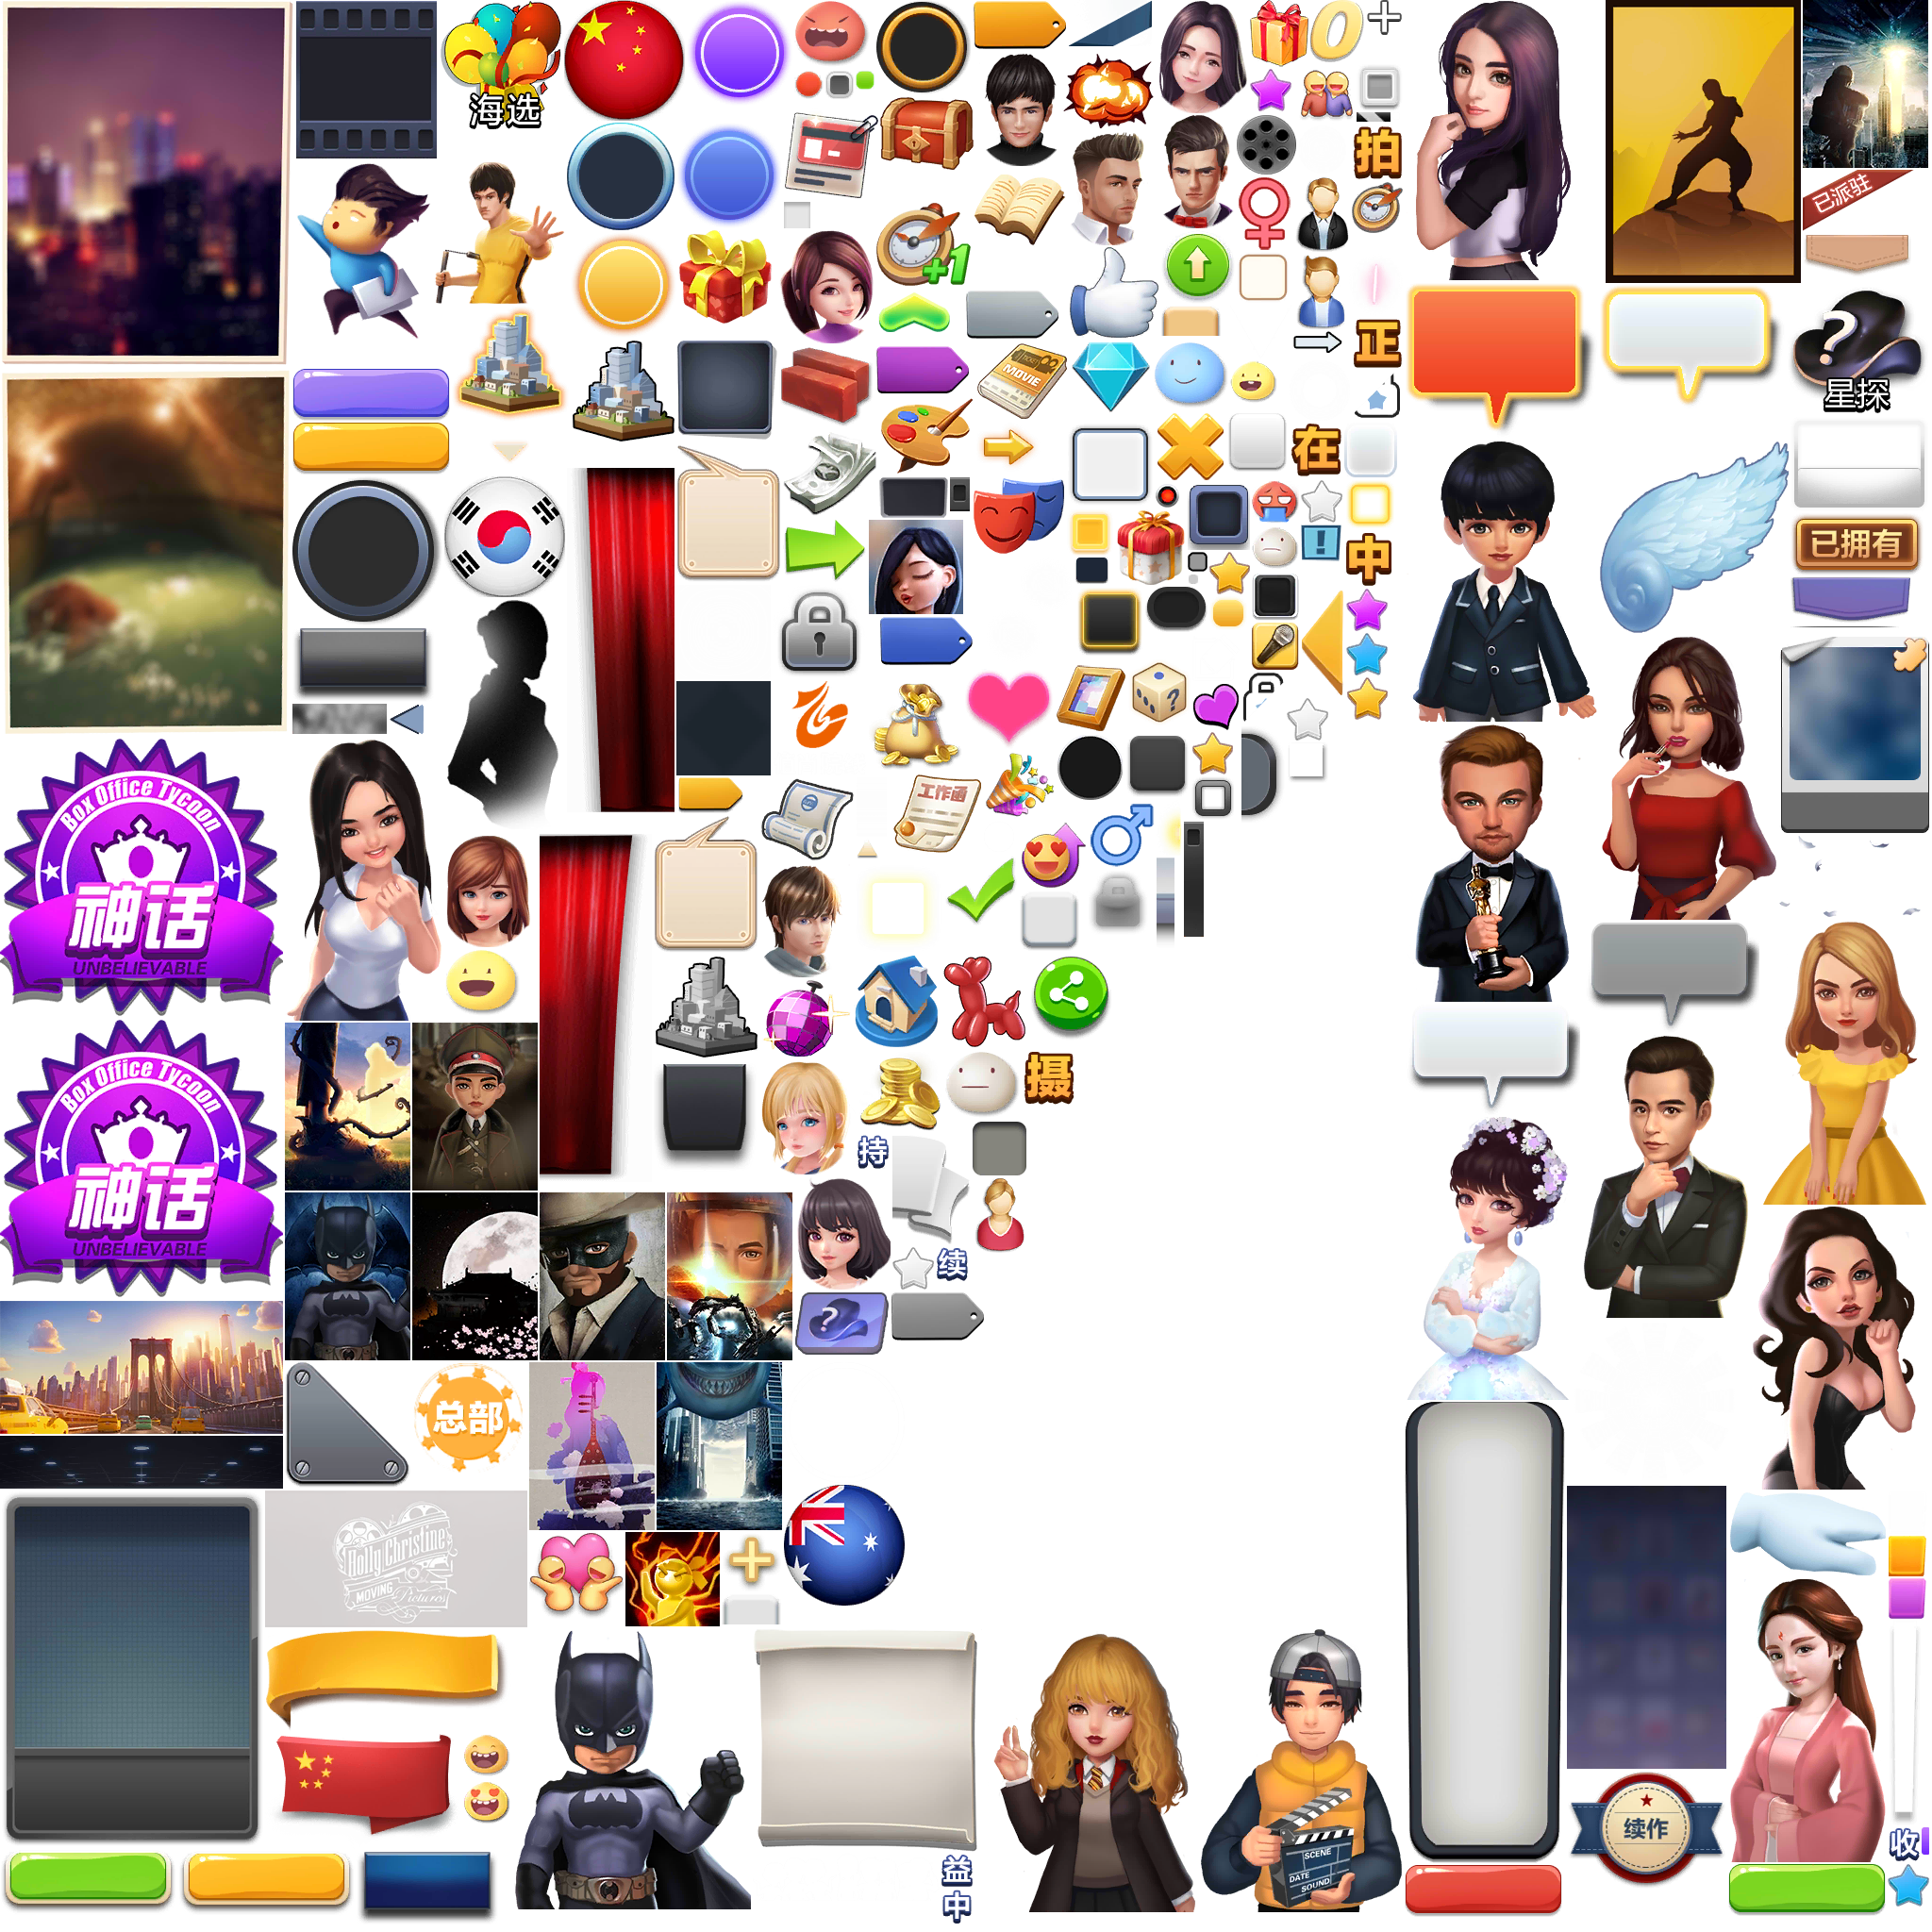 海选
拍
已派驻
+1
正
MOVIE
星探
在
已拥有
中
工作函
Box Office Tycoon
神话
UNBELIEVABLE
摄
持
Box Office Tycoon
神话
UNBELIEVABLE
续
总部
Holly Christine
MOVING
Pictures
SCENE
DATE
SOUND
续作
收
益
中